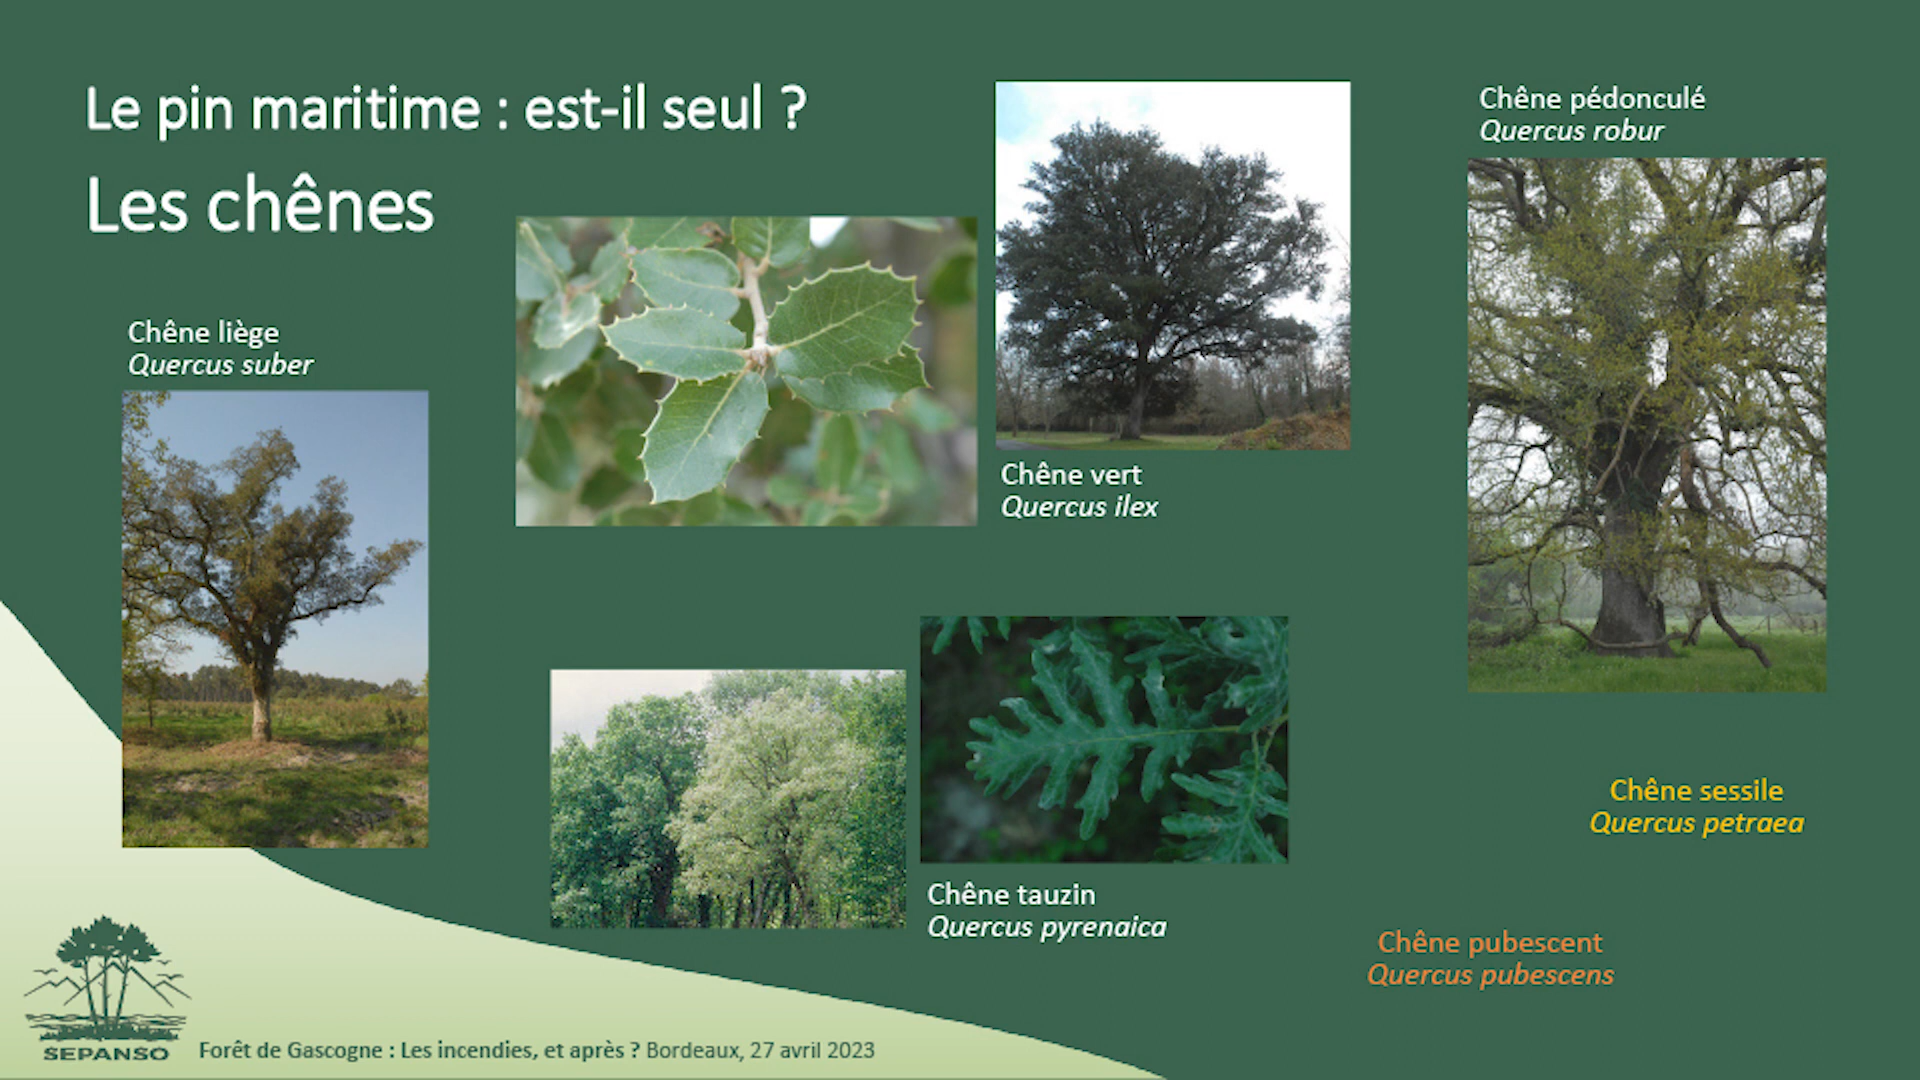 Le pin maritime : est-il seul ?
Les chênes
Chêne liège
Quercus suber
Chêne vert
Quercus ilex
Chêne pédonculé
Quercus robur
Chêne tauzin
Quercus pyrenaica
Chêne sessile
Quercus petraea
Chêne pubescent
Quercus pubescens
SEPANSO
Forêt de Gascogne : Les incendies, et après ? Bordeaux, 27 avril 2023